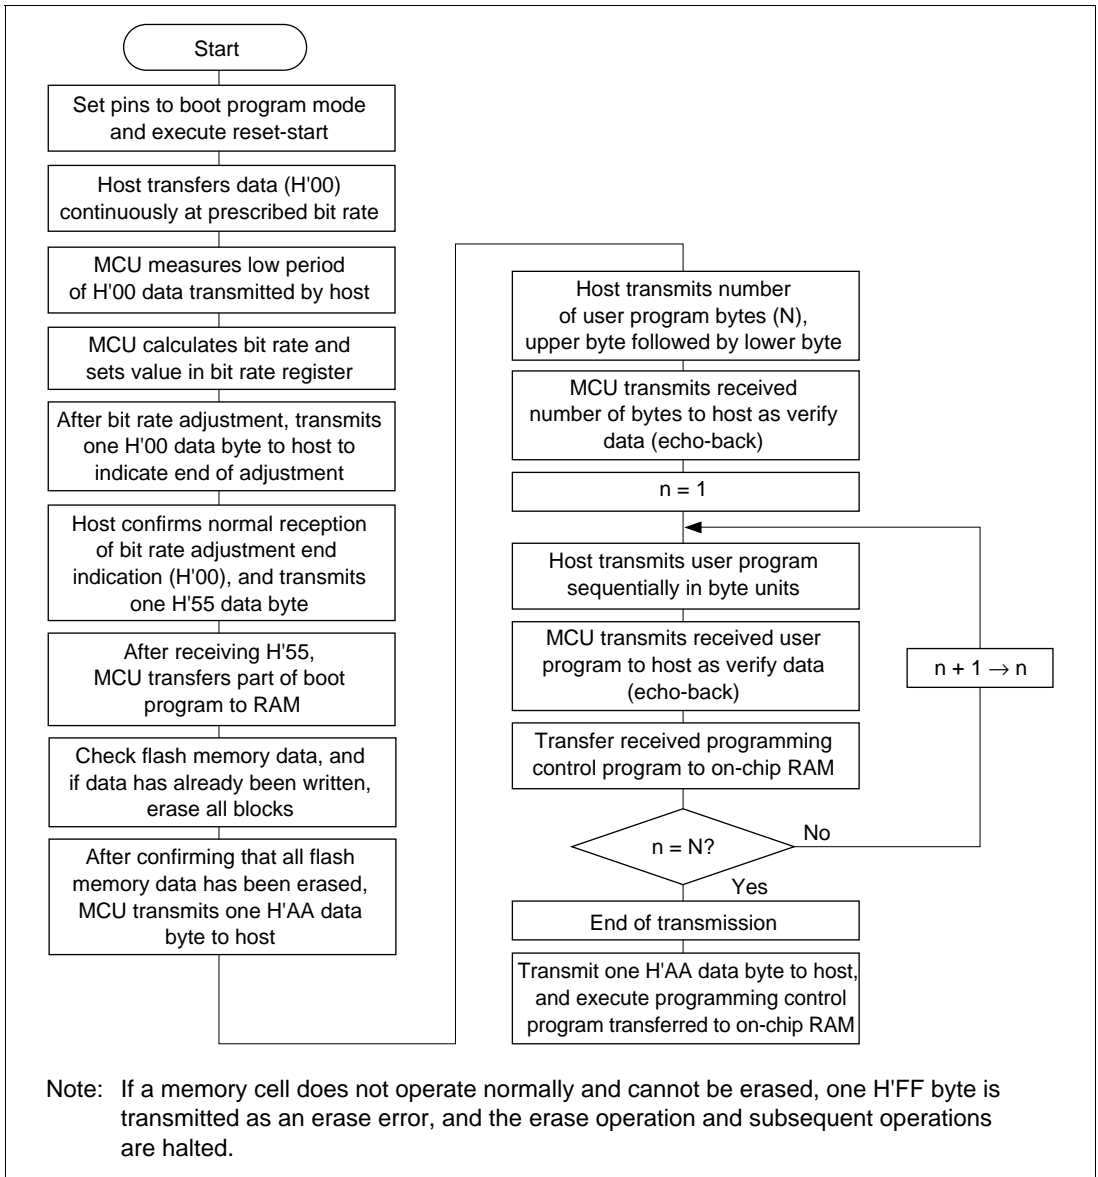 Start
Set pins to boot program mode
and execute reset-start
Host transfers data (H'00)
continuously at prescribed bit rate
MCU measures low period
of H'00 data transmitted by host
MCU calculates bit rate and
sets value in bit rate register
After bit rate adjustment, transmits
one H'00 data byte to host to
indicate end of adjustment
Host confirms normal reception
of bit rate adjustment end
indication (H'00), and transmits
one H'55 data byte
After receiving H'55,
MCU transfers part of boot
program to RAM
Check flash memory data, and
if data has already been written,
erase all blocks
After confirming that all flash
memory data has been erased,
MCU transmits one H'AA data
byte to host
Host transmits number
of user program bytes (N),
upper byte followed by lower byte
MCU transmits received
number of bytes to host as verify
data (echo-back)
n = 1
Host transmits user program
sequentially in byte units
MCU transmits received user
program to host as verify data
(echo-back)
n + 1 → n
Transfer received programming
control program to on-chip RAM
n = N?
No
Yes
End of transmission
Transmit one H'AA data byte to host,
and execute programming control
program transferred to on-chip RAM
Note: If a memory cell does not operate normally and cannot be erased, one H'FF byte is
transmitted as an erase error, and the erase operation and subsequent operations
are halted.